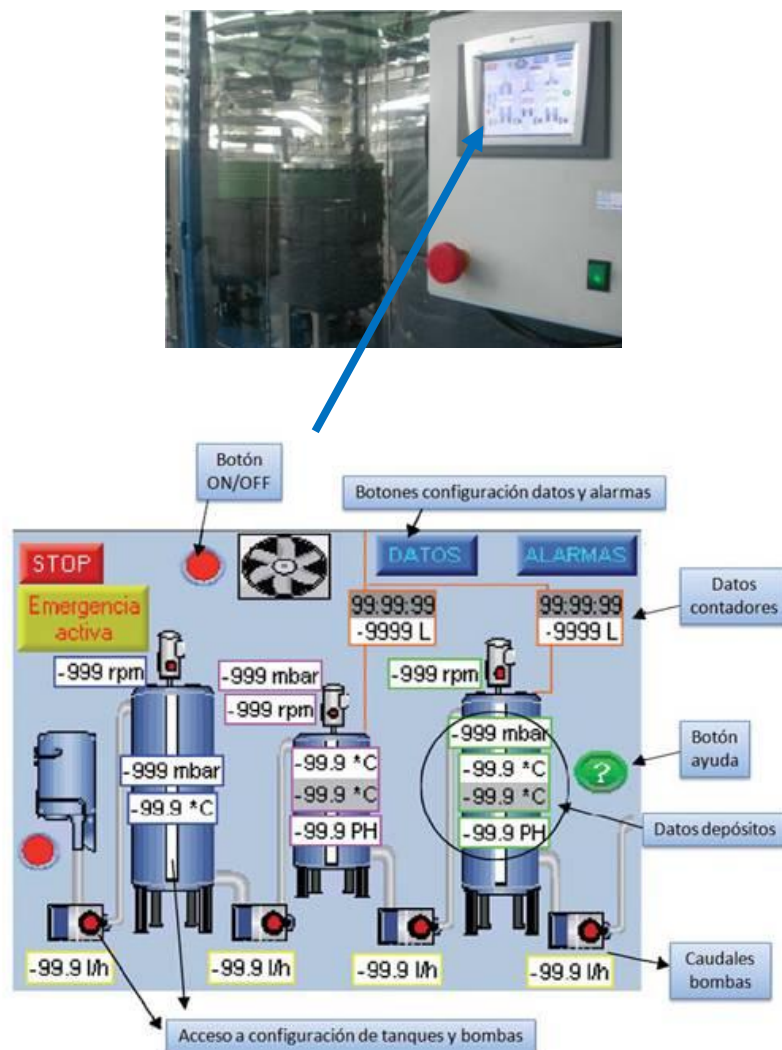 Botón
ON/OFF
Botones configuración datos y alarmas
STOP
DATOS
ALARMAS
Emergencia
activa
99:99:99
-9999 L
99:99:99
-9999 L
Datos
contadores
-999 rpm
-999 mbar
-999 rpm
-999 rpm
-999 mbar
-99.9 *C
-99.9 *C
-99.9 *C
-99.9 PH
-999 mbar
-99.9 *C
-99.9 *C
-99.9 PH
?
Botón
ayuda
Datos depósitos
-99.9 l/h
-99.9 l/h
-99.9 l/h
-99.9 l/h
Caudales
bombas
Acceso a configuración de tanques y bombas